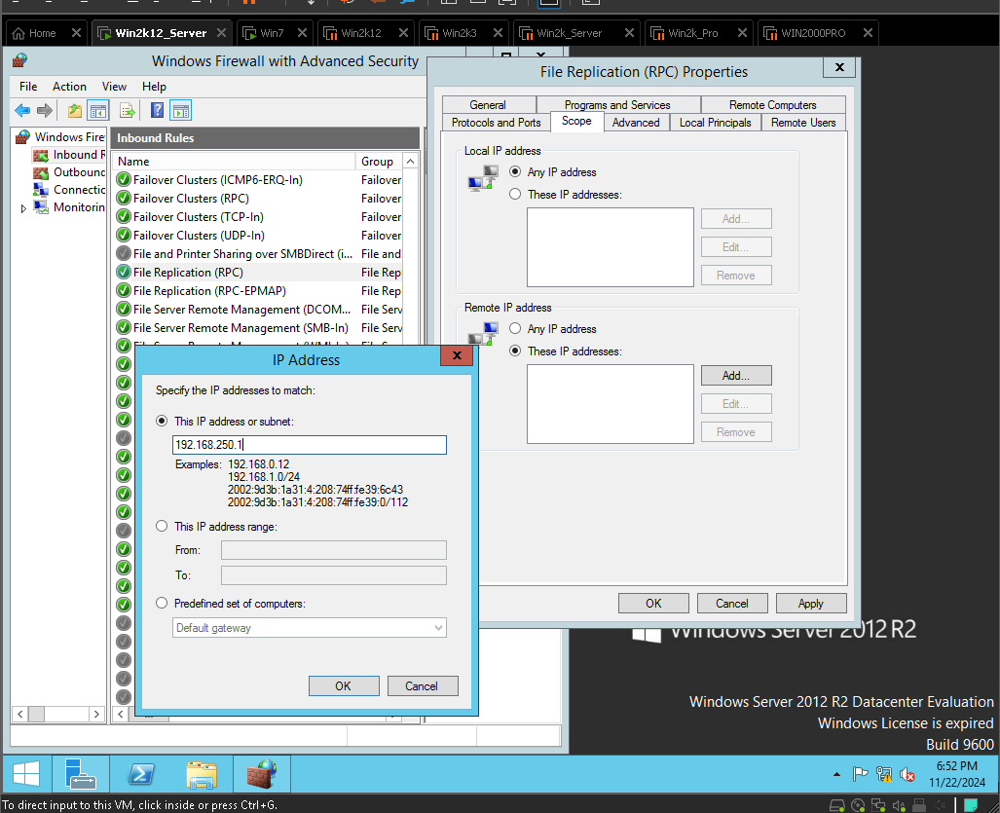 Home
Win2k12_Server
Win7
Win2k12
Win2k3
Win2k_Server
Win2k_Pro
WIN2000PRO
Windows Firewall with Advanced Security
File Action View Help
Windows Fire
Inbound R
Outbound
Connectic
Monitorin
Inbound Rules
Name Group
Failover Clusters (ICMP6-ERQ-In) Failover
Failover Clusters (RPC) Failover
Failover Clusters (TCP-In) Failover
Failover Clusters (UDP-In) Failover
File and Printer Sharing over SMBDirect (i... File and
File Replication (RPC) File Rep
File Replication (RPC-EPMAP) File Rep
File Server Remote Management (DCOM... File Serv
File Server Remote Management (SMB-In) File Serv
File Replication (RPC) Properties
x
General Programs and Services Remote Computers
Protocols and Ports Scope Advanced Local Principals Remote Users
Local IP address
Any IP address
These IP addresses:
Add...
Edit...
Remove
Remote IP address
Any IP address
These IP addresses:
Add...
Edit...
Remove
OK Cancel Apply
IP Address
x
Specify the IP addresses to match:
This IP address or subnet:
192.168.250.1
Examples: 192.168.0.12
192.168.1.0/24
2002:9d3b:1a31:4:208:74ff:fe39:6c43
2002:9d3b:1a31:4:208:74ff:fe39:0/112
This IP address range:
From:
To:
Predefined set of computers:
Default gateway
OK Cancel
Windows Server 2012 R2
Windows Server 2012 R2 Datacenter Evaluation
Windows License is expired
Build 9600
6:52 PM
11/22/2024
To direct input to this VM, click inside or press Ctrl+G.